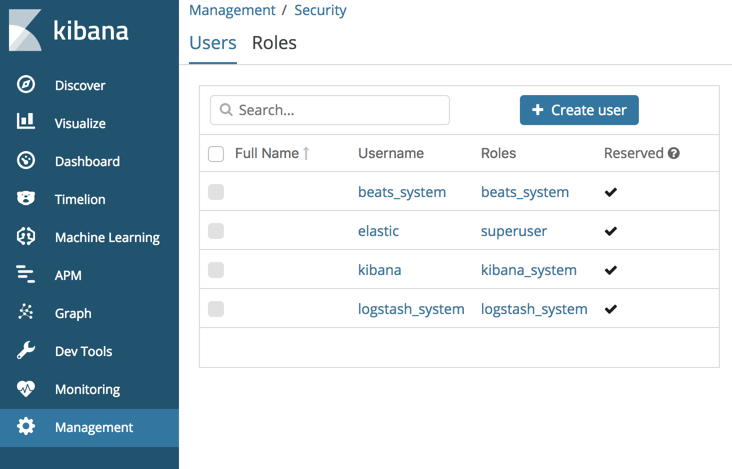 kibana
Discover
Visualize
Dashboard
Timelion
Machine Learning
APM
Graph
Dev Tools
Monitoring
Management
Management / Security
Users Roles
Search... + Create user
Full Name Username Roles Reserved
beats_system beats_system
elastic superuser
kibana kibana_system
logstash_system logstash_system